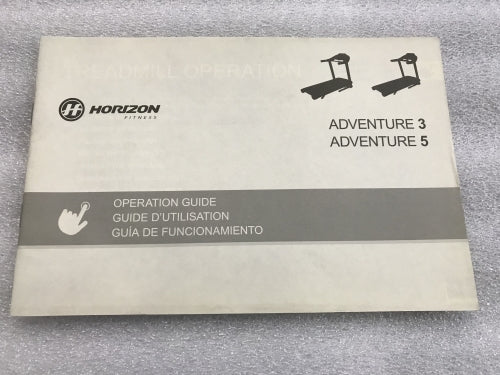 TREADMILL OPERATION
HORIZON
FITNESS
ADVENTURE 3
ADVENTURE 5
OPERATION GUIDE
GUIDE D'UTILISATION
GUÍA DE FUNCIONAMIENTO